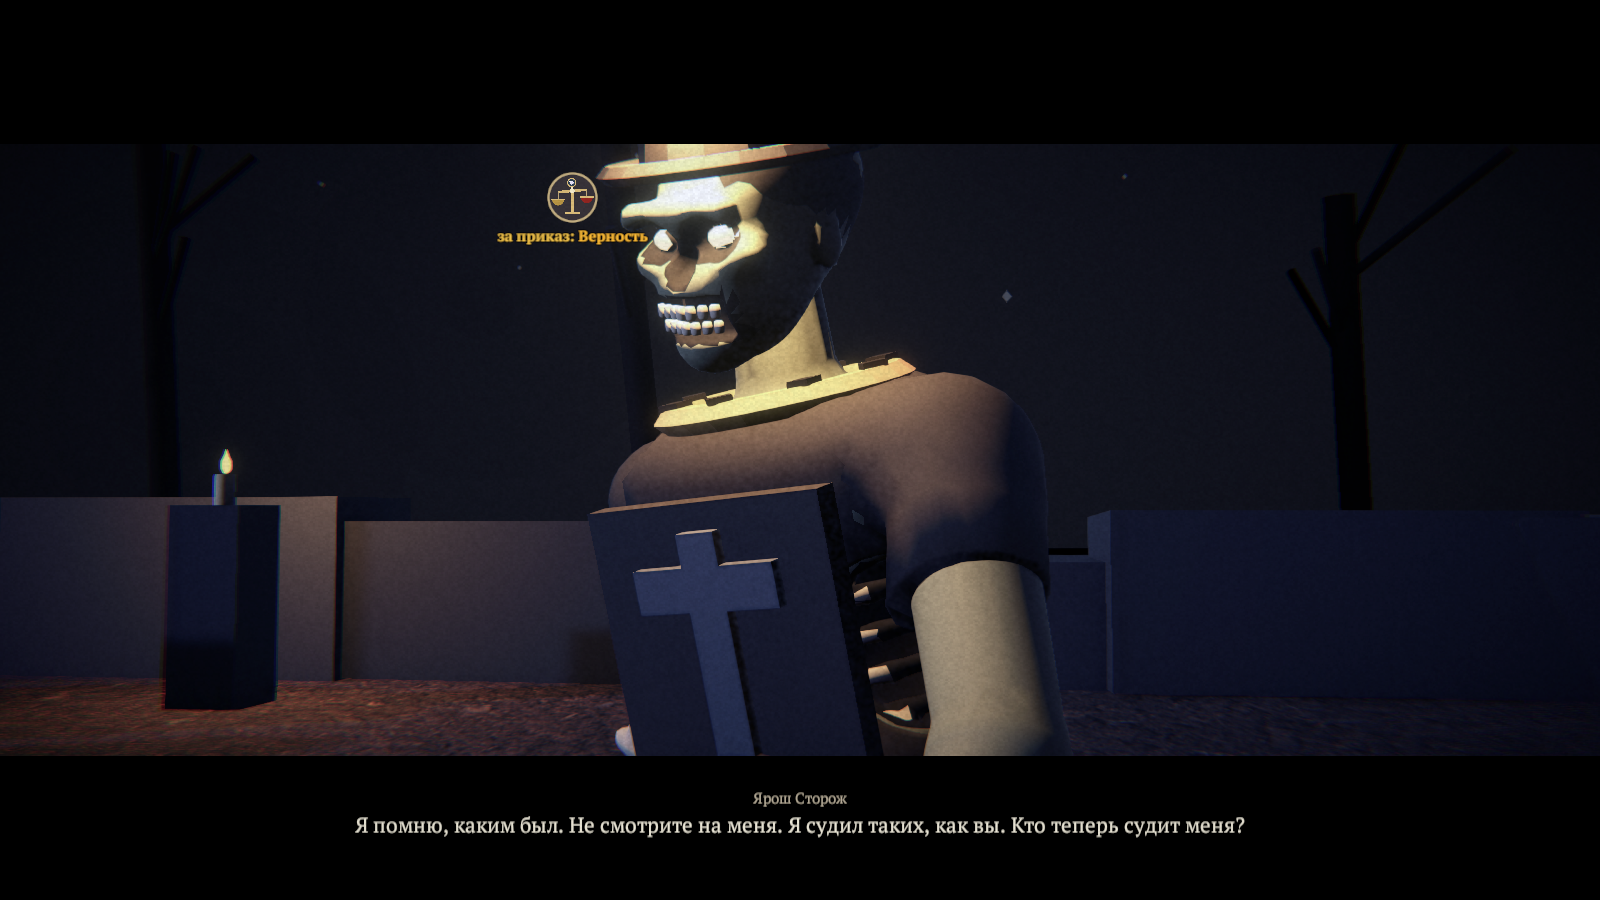 за приказ: Верность
Ярош Сторож
Я помню, каким был. Не смотрите на меня. Я судил таких, как вы. Кто теперь судит меня?